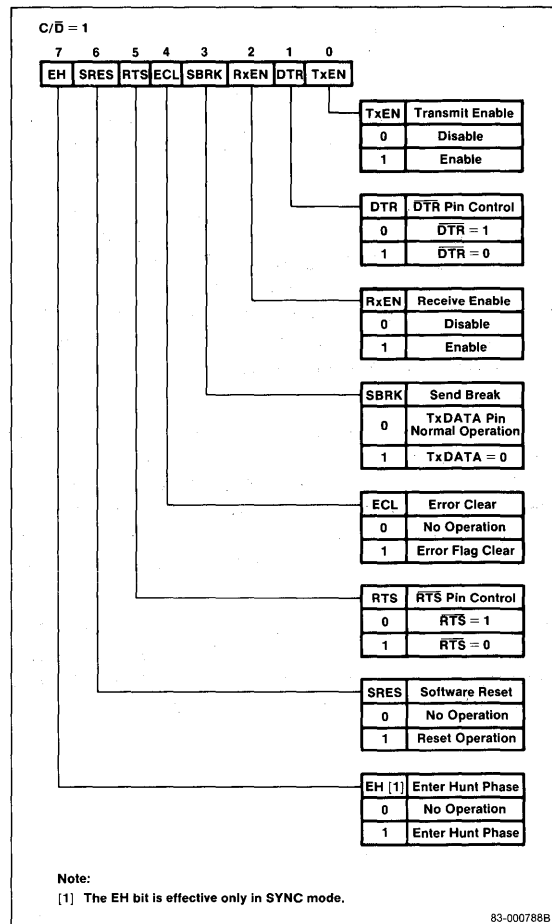 C/D̅ = 1
7 6 5 4 3 2 1 0
EH SRES RTS ECL SBRK RxEN DTR TxEN
TxEN Transmit Enable
0 Disable
1 Enable
DTR D̅T̅R̅ Pin Control
0 D̅T̅R̅ = 1
1 D̅T̅R̅ = 0
RxEN Receive Enable
0 Disable
1 Enable
SBRK Send Break
0 TxDATA Pin
Normal Operation
1 TxDATA = 0
ECL Error Clear
0 No Operation
1 Error Flag Clear
RTS R̅T̅S̅ Pin Control
0 R̅T̅S̅ = 1
1 R̅T̅S̅ = 0
SRES Software Reset
0 No Operation
1 Reset Operation
EH [1] Enter Hunt Phase
0 No Operation
1 Enter Hunt Phase
Note:
[1] The EH bit is effective only in SYNC mode.
83-000788B